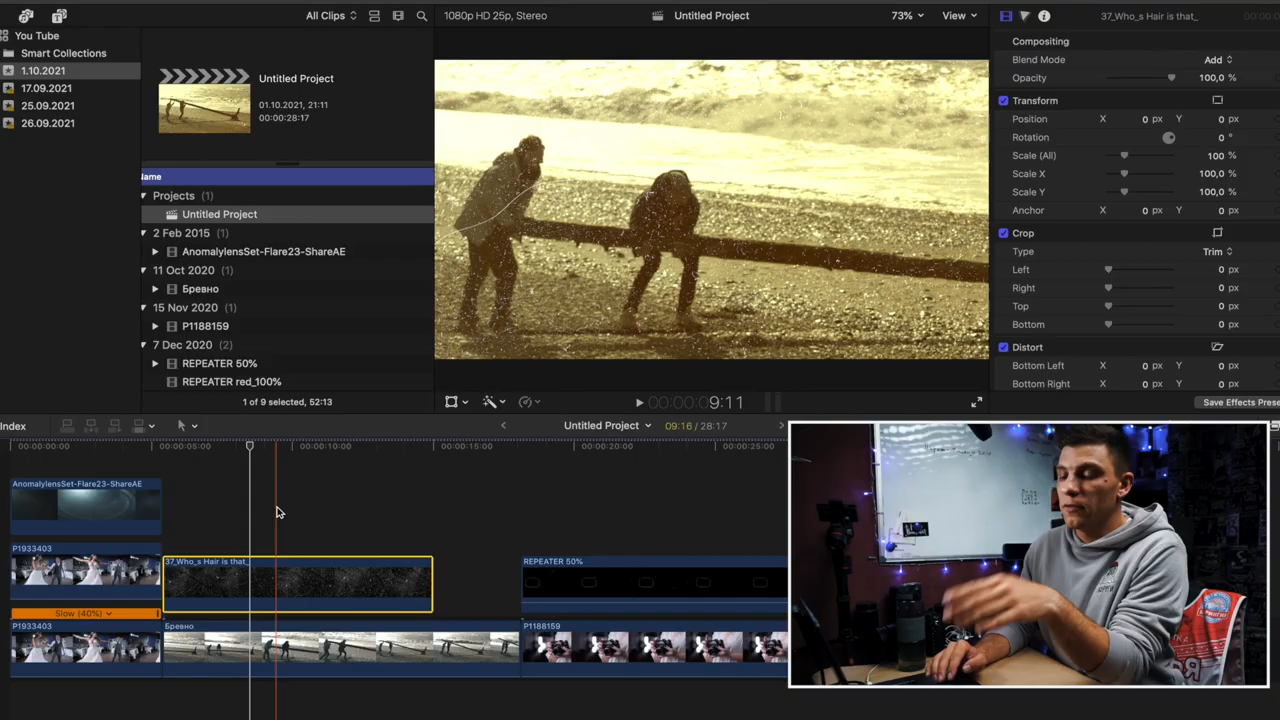 All Clips
1080p HD 25p, Stereo
Untitled Project
73%
View
37_Who_s Hair is that_
You Tube
Smart Collections
1.10.2021
17.09.2021
25.09.2021
26.09.2021
Untitled Project
01.10.2021, 21:11
00:00:28:17
Name
Projects (1)
Untitled Project
2 Feb 2015 (1)
AnomalylensSet-Flare23-ShareAE
11 Oct 2020 (1)
Бревно
15 Nov 2020 (1)
P1188159
7 Dec 2020 (2)
REPEATER 50%
REPEATER red_100%
1 of 9 selected, 52:13
00:00:09:11
Compositing
Blend Mode Add
Opacity 100,0 %
Transform
Position X 0 px Y 0 px
Rotation 0 °
Scale (All) 100 %
Scale X 100,0 %
Scale Y 100,0 %
Anchor X 0 px Y 0 px
Crop
Type Trim
Left 0 px
Right 0 px
Top 0 px
Bottom 0 px
Distort
Bottom Left X 0 px Y 0 px
Bottom Right X 0 px Y 0 px
Save Effects Prese
Index
Untitled Project
09:16 / 28:17
00:00:00:00
00:00:05:00
00:00:10:00
00:00:15:00
00:00:20:00
00:00:25:00
AnomalylensSet-Flare23-ShareAE
P1933403
37_Who_s Hair is that_
REPEATER 50%
Slow (40%)
P1933403
Бревно
P1188159